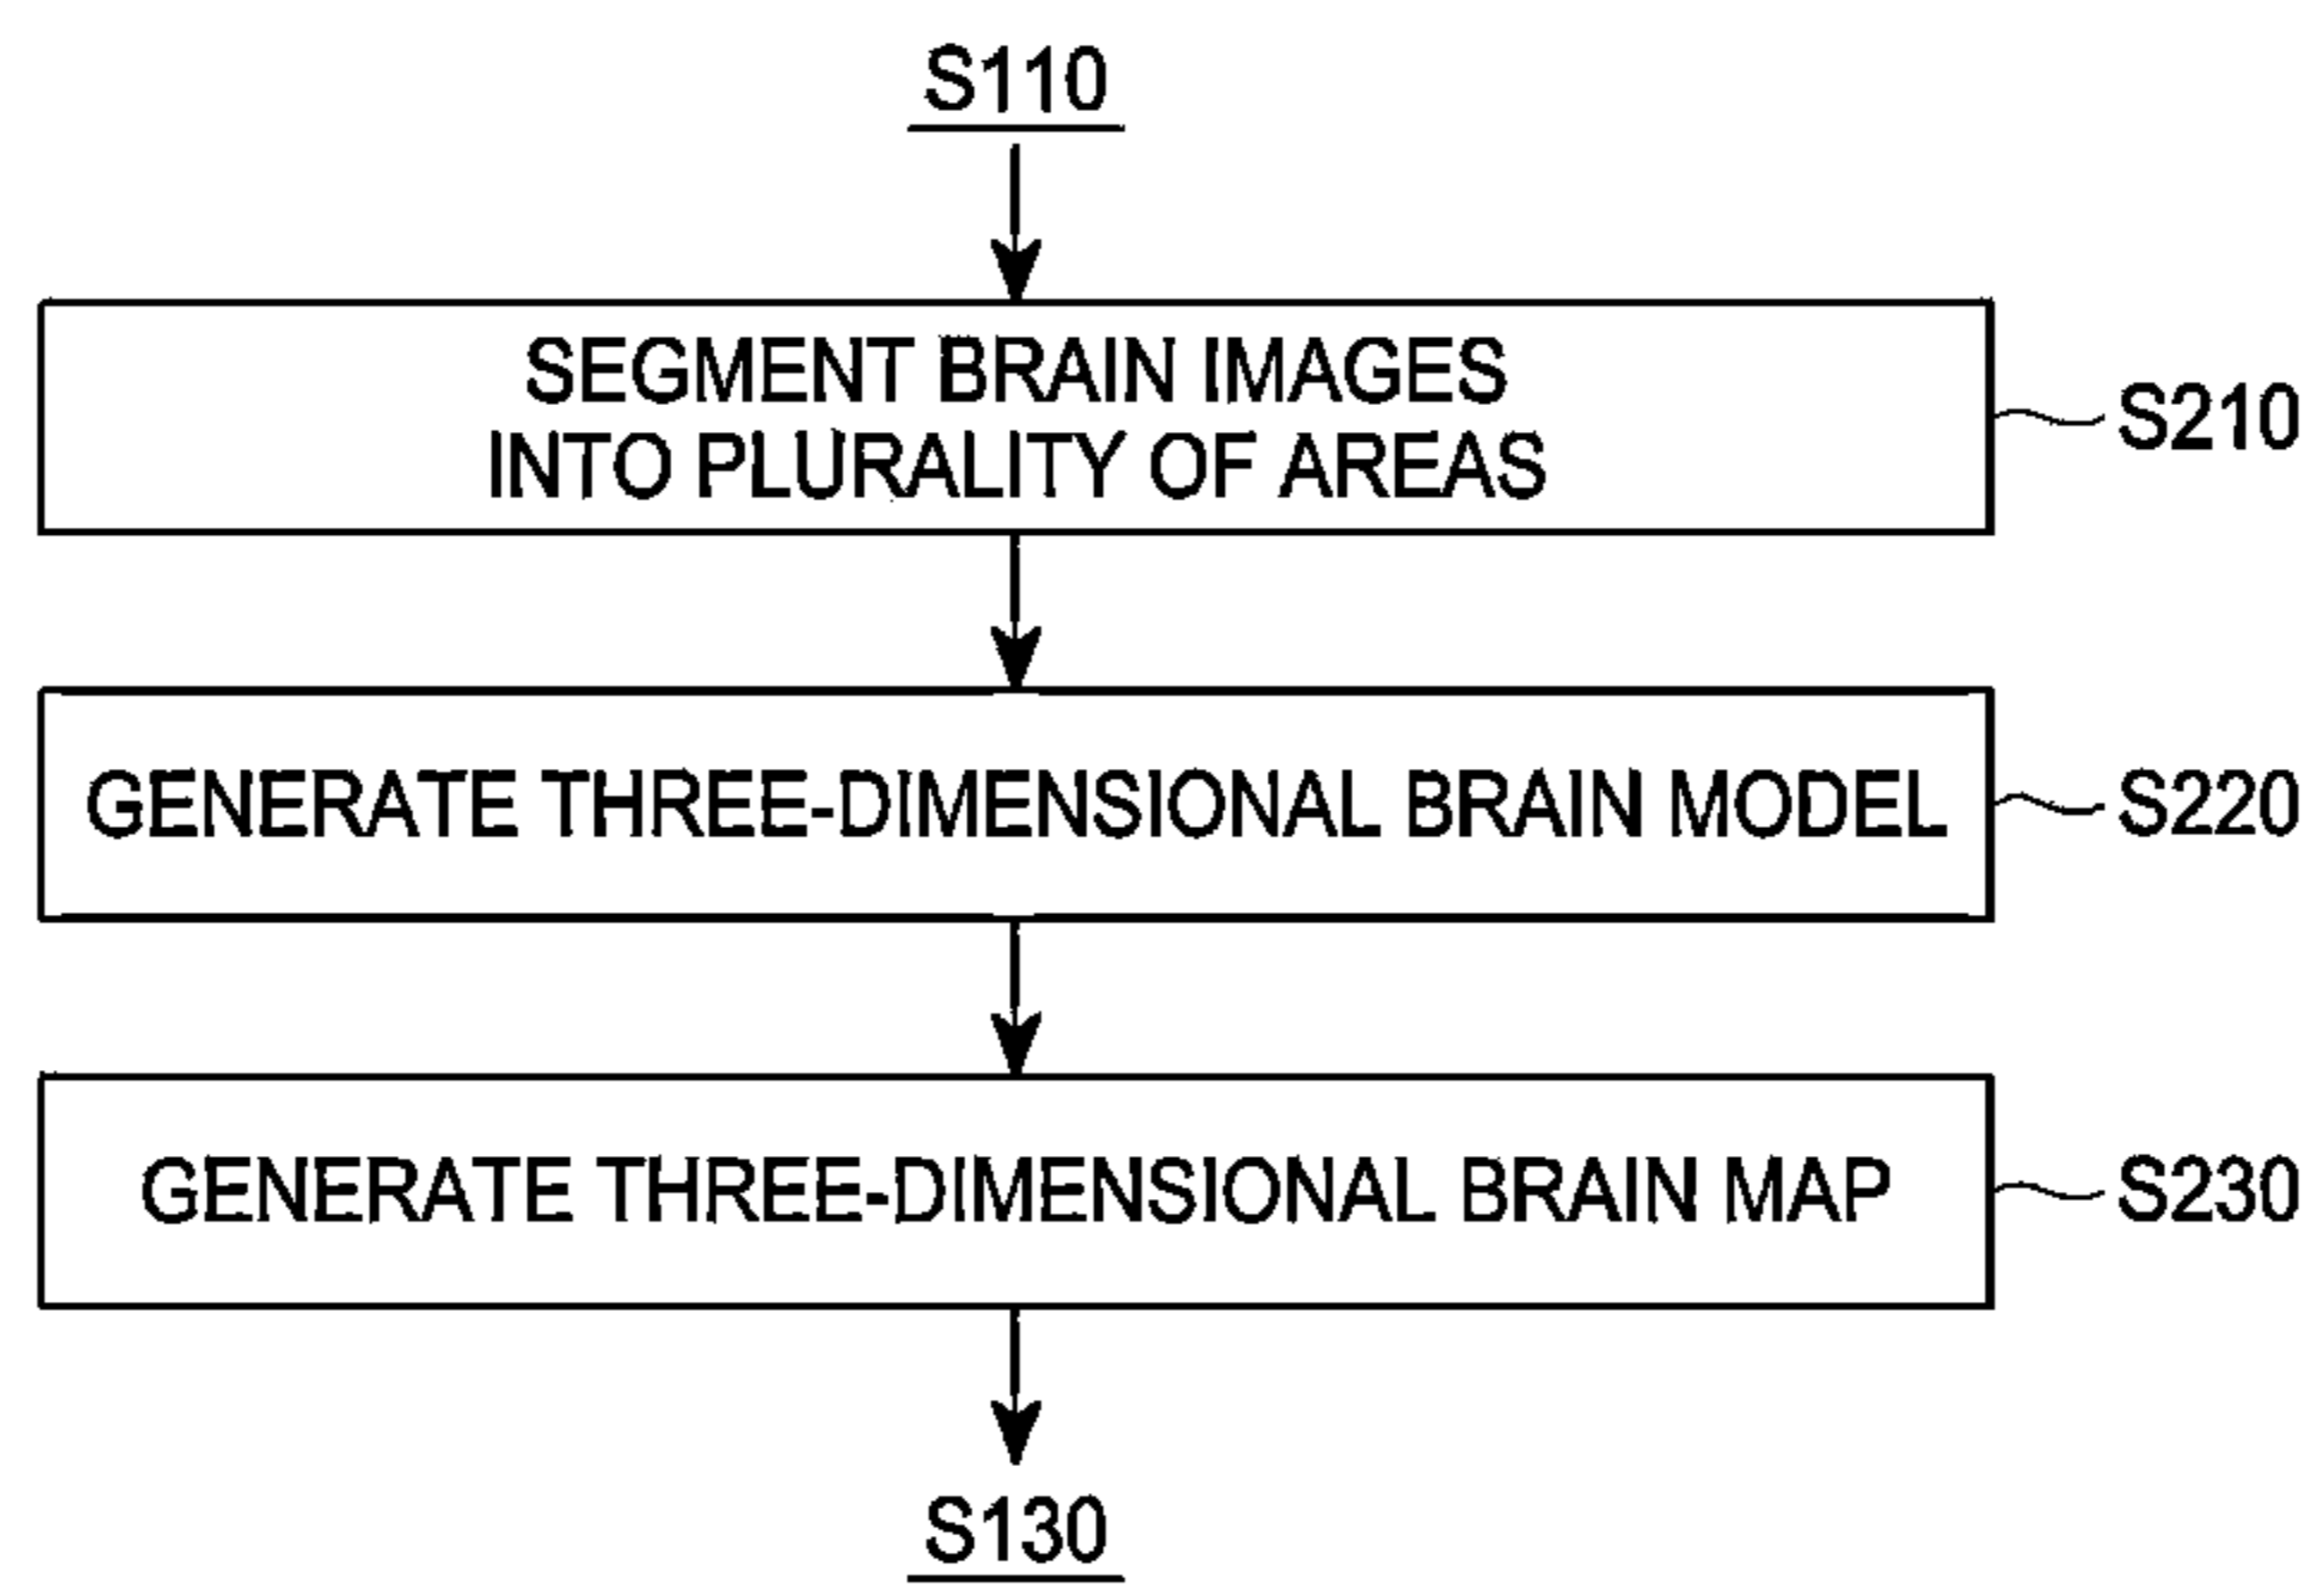 S110
SEGMENT BRAIN IMAGES
INTO PLURALITY OF AREAS
S210
GENERATE THREE-DIMENSIONAL BRAIN MODEL
S220
GENERATE THREE-DIMENSIONAL BRAIN MAP
S230
S130